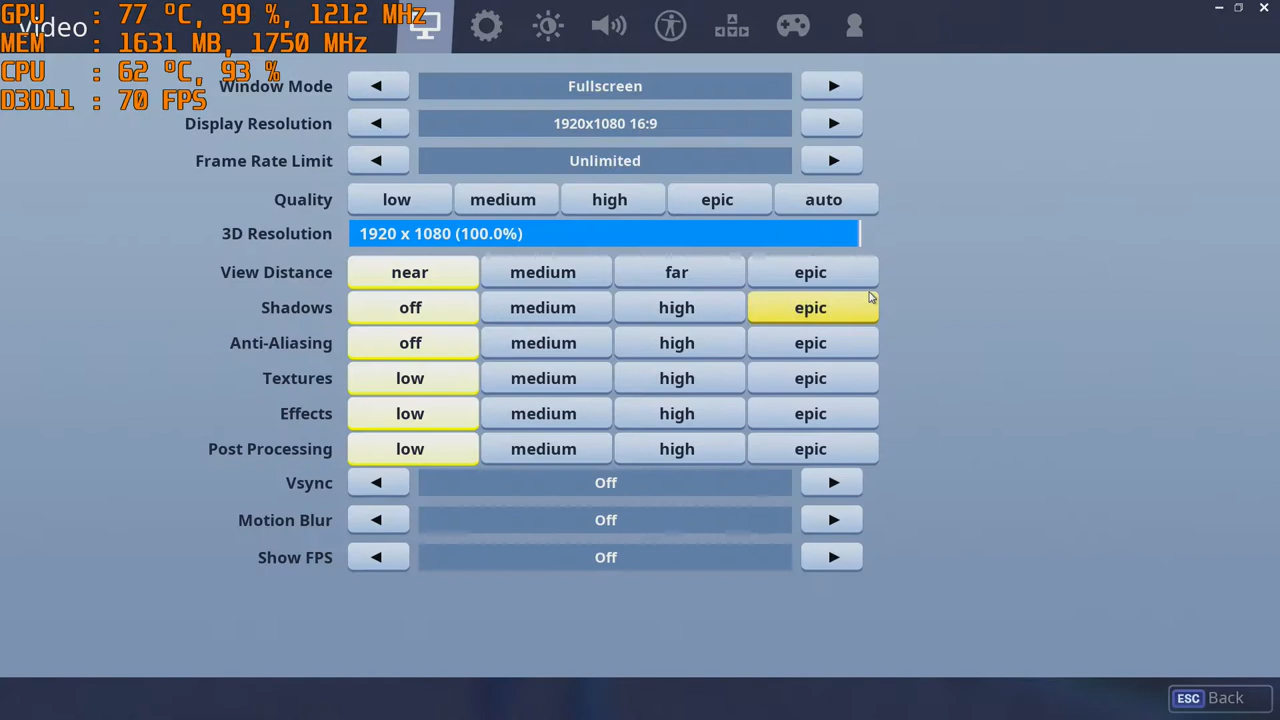 GPU : 77 °C, 99 %, 1212 MHz
Video
MEM : 1631 MB, 1750 MHz
CPU : 62 °C, 93 %
D3D11 : 70 FPS
Window Mode Fullscreen
Display Resolution 1920x1080 16:9
Frame Rate Limit Unlimited
Quality low medium high epic auto
3D Resolution 1920 x 1080 (100.0%)
View Distance near medium far epic
Shadows off medium high epic
Anti-Aliasing off medium high epic
Textures low medium high epic
Effects low medium high epic
Post Processing low medium high epic
Vsync Off
Motion Blur Off
Show FPS Off
ESC Back